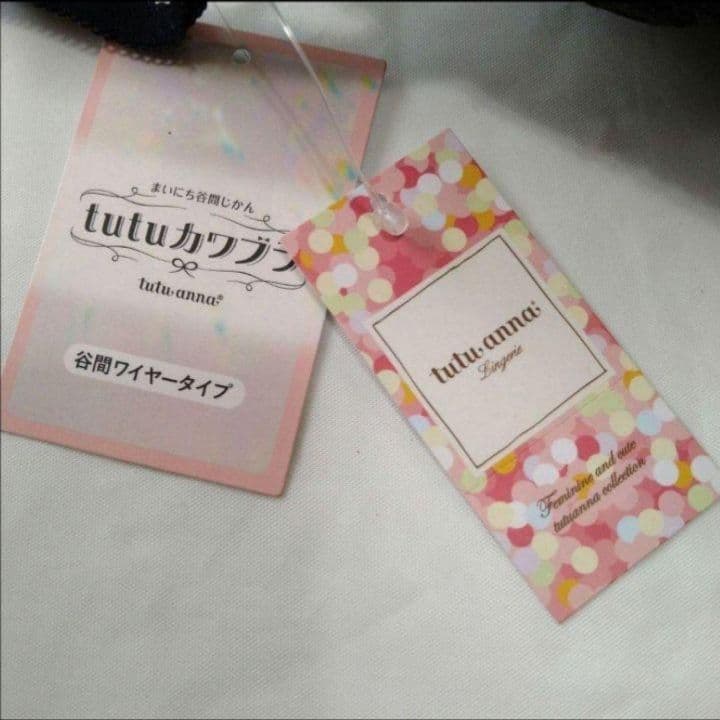 まいにち谷間じかん
tutuカワブラ
tutu anna®
谷間ワイヤータイプ
tutu anna®
Lingerie
Feminine and cute
tutuanna collection